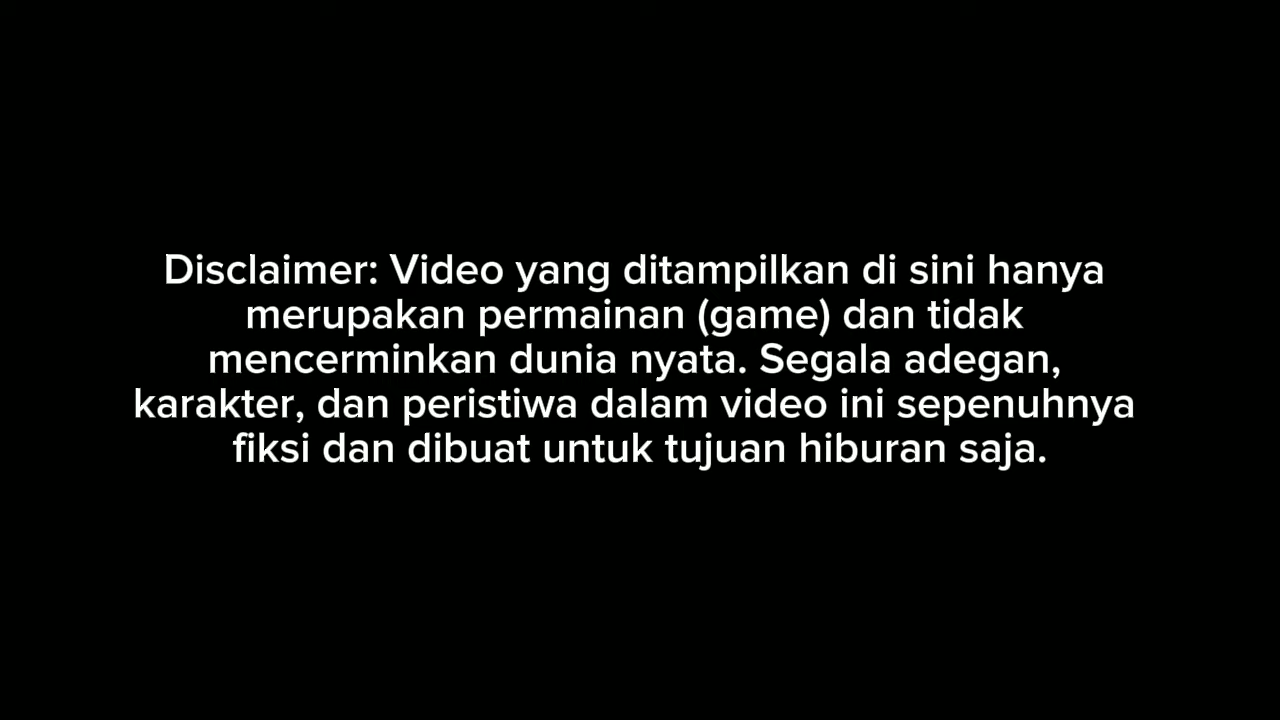 Disclaimer: Video yang ditampilkan di sini hanya
merupakan permainan (game) dan tidak
mencerminkan dunia nyata. Segala adegan,
karakter, dan peristiwa dalam video ini sepenuhnya
fiksi dan dibuat untuk tujuan hiburan saja.